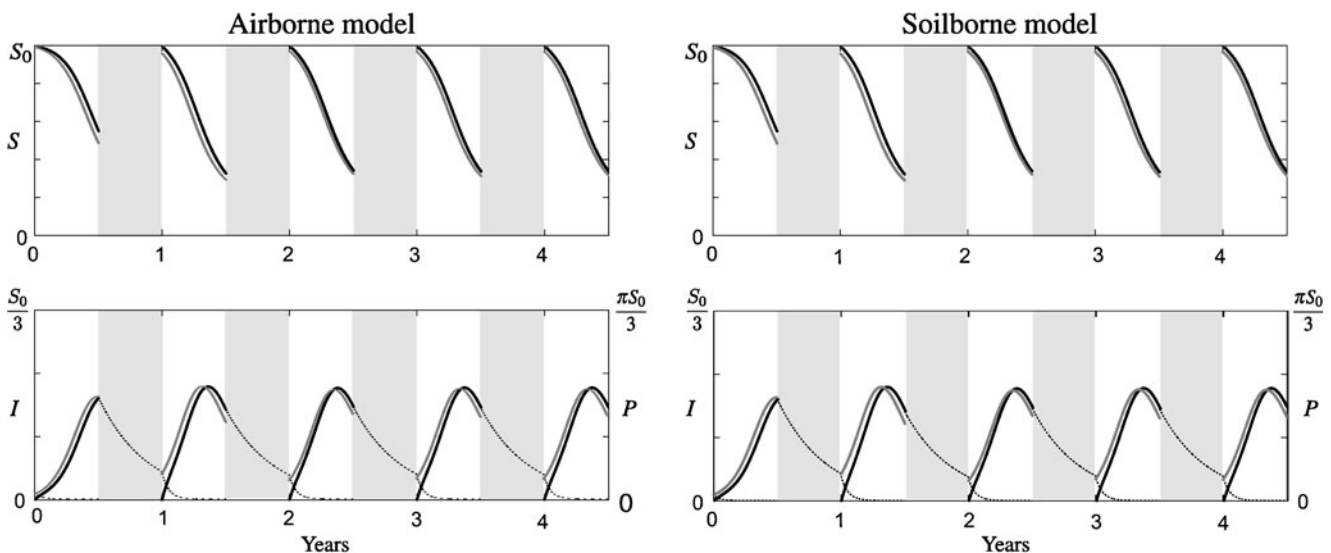 Airborne model
S₀
S
0
0 1 2 3 4
S₀/3
πS₀/3
I
P
0
0
0 1 2 3 4
Years
Soilborne model
S₀
S
0
0 1 2 3 4
S₀/3
πS₀/3
I
P
0
0
0 1 2 3 4
Years